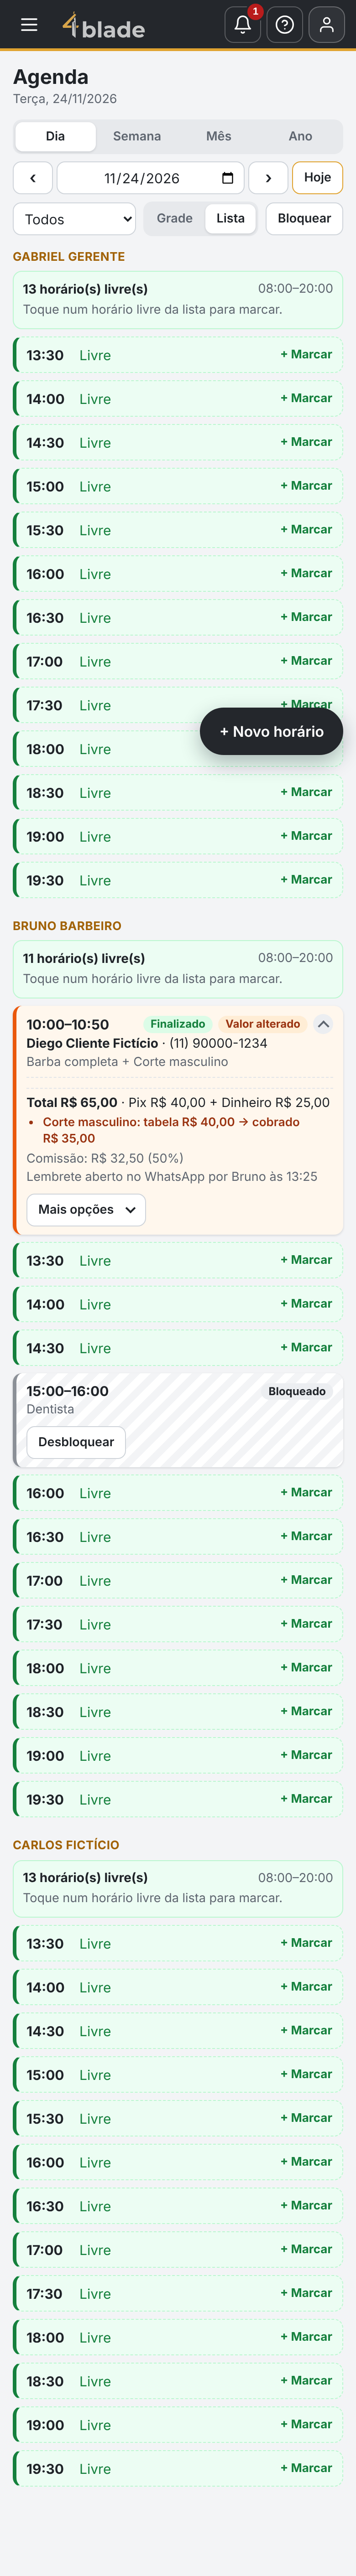 4blade
1
Agenda
Terça, 24/11/2026
Dia Semana Mês Ano
‹ 11/24/2026 › Hoje
Todos Grade Lista Bloquear
GABRIEL GERENTE
13 horário(s) livre(s) 08:00–20:00
Toque num horário livre da lista para marcar.
13:30 Livre + Marcar
14:00 Livre + Marcar
14:30 Livre + Marcar
15:00 Livre + Marcar
15:30 Livre + Marcar
16:00 Livre + Marcar
16:30 Livre + Marcar
17:00 Livre + Marcar
17:30 Livre + Marcar
+ Novo horário
18:00 Livre
18:30 Livre + Marcar
19:00 Livre + Marcar
19:30 Livre + Marcar
BRUNO BARBEIRO
11 horário(s) livre(s) 08:00–20:00
Toque num horário livre da lista para marcar.
10:00–10:50 Finalizado Valor alterado
Diego Cliente Fictício · (11) 90000-1234
Barba completa + Corte masculino
Total R$ 65,00 · Pix R$ 40,00 + Dinheiro R$ 25,00
• Corte masculino: tabela R$ 40,00 → cobrado
R$ 35,00
Comissão: R$ 32,50 (50%)
Lembrete aberto no WhatsApp por Bruno às 13:25
Mais opções
13:30 Livre + Marcar
14:00 Livre + Marcar
14:30 Livre + Marcar
15:00–16:00 Bloqueado
Dentista
Desbloquear
16:00 Livre + Marcar
16:30 Livre + Marcar
17:00 Livre + Marcar
17:30 Livre + Marcar
18:00 Livre + Marcar
18:30 Livre + Marcar
19:00 Livre + Marcar
19:30 Livre + Marcar
CARLOS FICTÍCIO
13 horário(s) livre(s) 08:00–20:00
Toque num horário livre da lista para marcar.
13:30 Livre + Marcar
14:00 Livre + Marcar
14:30 Livre + Marcar
15:00 Livre + Marcar
15:30 Livre + Marcar
16:00 Livre + Marcar
16:30 Livre + Marcar
17:00 Livre + Marcar
17:30 Livre + Marcar
18:00 Livre + Marcar
18:30 Livre + Marcar
19:00 Livre + Marcar
19:30 Livre + Marcar